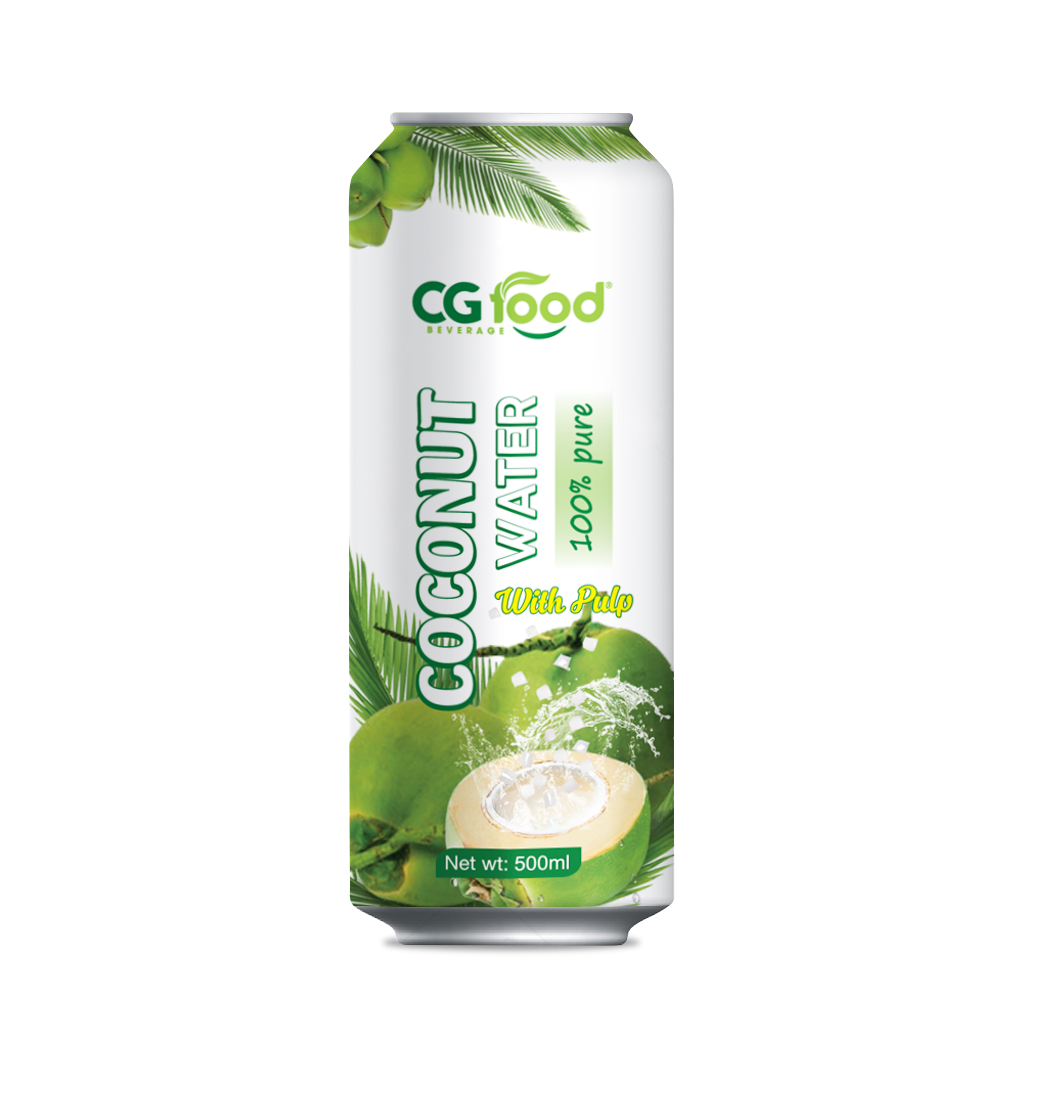 CG food®
BEVERAGE
COCONUT
WATER
100% pure
With Pulp
Net wt: 500ml